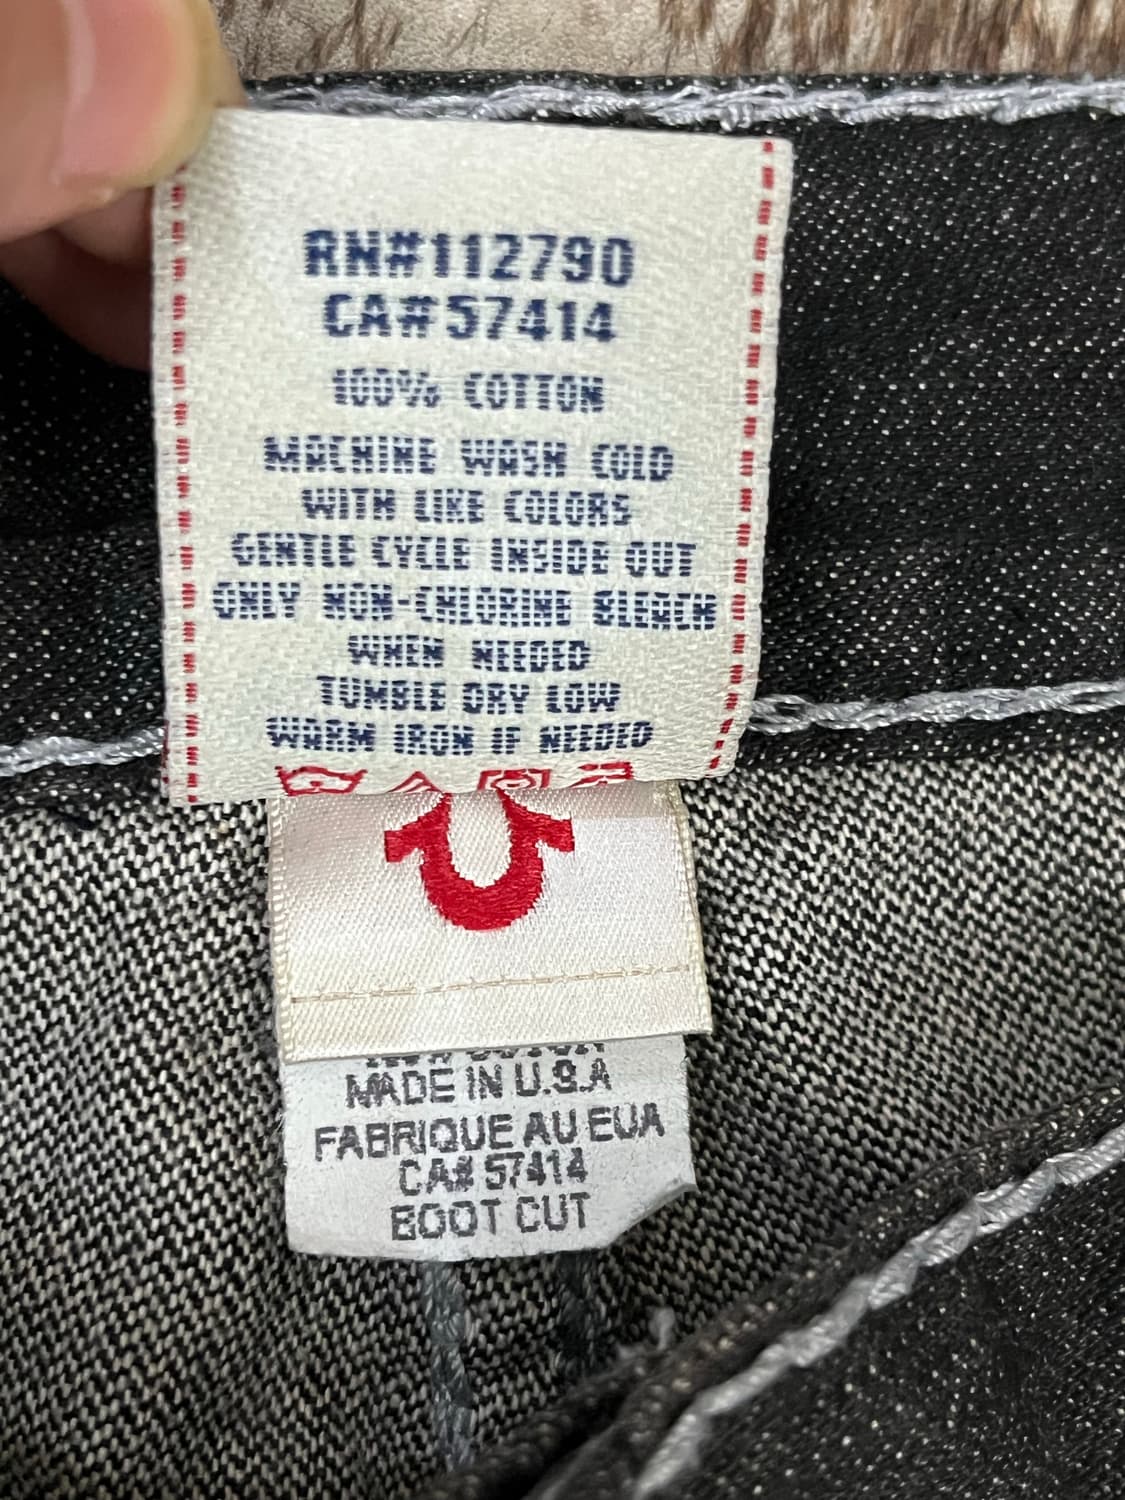 RN#112790
CA#57414
100% COTTON
MACHINE WASH COLD
WITH LIKE COLORS
GENTLE CYCLE INSIDE OUT
ONLY NON-CHLORINE BLEACH
WHEN NEEDED
TUMBLE DRY LOW
WARM IRON IF NEEDED
MADE IN U.S.A
FABRIQUE AU EUA
CA# 57414
BOOT CUT